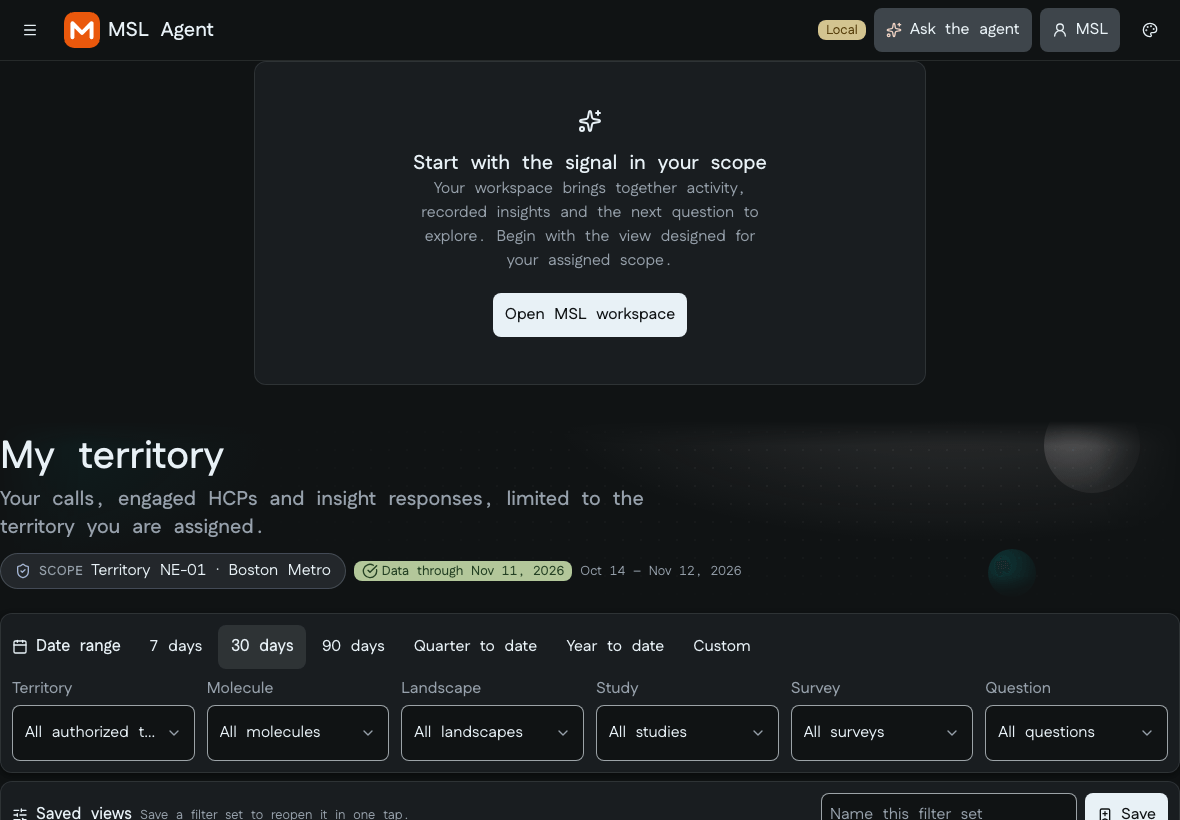 MSL Agent
Local
Ask the agent
MSL
Start with the signal in your scope
Your workspace brings together activity,
recorded insights and the next question to
explore. Begin with the view designed for
your assigned scope.
Open MSL workspace
My territory
Your calls, engaged HCPs and insight responses, limited to the
territory you are assigned.
SCOPE Territory NE-01 · Boston Metro
Data through Nov 11, 2026
Oct 14 – Nov 12, 2026
Date range
7 days
30 days
90 days
Quarter to date
Year to date
Custom
Territory
Molecule
Landscape
Study
Survey
Question
All authorized t...
All molecules
All landscapes
All studies
All surveys
All questions
Saved views
Save a filter set to reopen it in one tap.
Name this filter set
Save